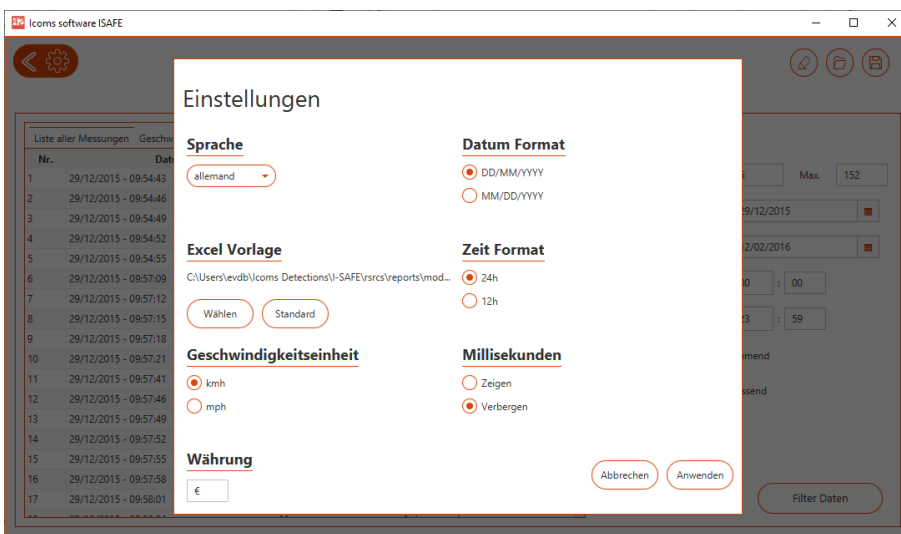 Icoms software ISAFE
Einstellungen
Sprache
allemand
Datum Format
DD/MM/YYYY
MM/DD/YYYY
Excel Vorlage
C:\Users\evdb\Icoms Detections\I-SAFE\rsrcs\reports\mod...
Wählen
Standard
Zeit Format
24h
12h
Geschwindigkeitseinheit
kmh
mph
Millisekunden
Zeigen
Verbergen
Währung
€
Abbrechen
Anwenden
Liste aller Messungen Geschw
Nr. Dat
1 29/12/2015 - 09:54:43
2 29/12/2015 - 09:54:46
3 29/12/2015 - 09:54:49
4 29/12/2015 - 09:54:52
5 29/12/2015 - 09:54:55
6 29/12/2015 - 09:57:09
7 29/12/2015 - 09:57:12
8 29/12/2015 - 09:57:15
9 29/12/2015 - 09:57:18
10 29/12/2015 - 09:57:21
11 29/12/2015 - 09:57:41
12 29/12/2015 - 09:57:46
13 29/12/2015 - 09:57:49
14 29/12/2015 - 09:57:52
15 29/12/2015 - 09:57:55
16 29/12/2015 - 09:57:58
17 29/12/2015 - 09:58:01
Max. 152
29/12/2015
2/02/2016
00 : 00
23 : 59
mend
ssend
Filter Daten